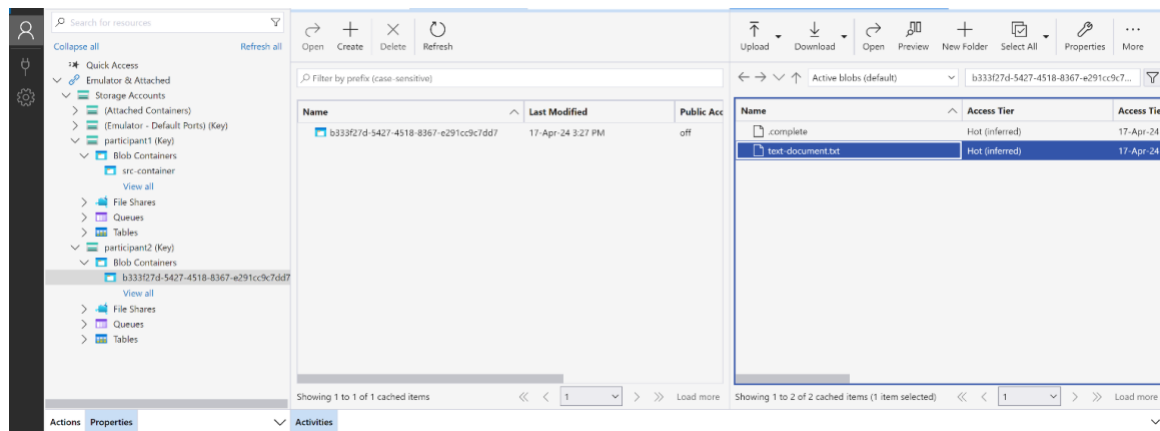 Search for resources
Collapse all
Refresh all
Quick Access
Emulator & Attached
Storage Accounts
(Attached Containers)
(Emulator - Default Ports) (Key)
participant1 (Key)
Blob Containers
src-container
View all
File Shares
Queues
Tables
participant2 (Key)
Blob Containers
b333f27d-5427-4518-8367-e291cc9c7dd7
View all
File Shares
Queues
Tables
Actions Properties
Open Create Delete Refresh
Filter by prefix (case-sensitive)
Name Last Modified Public Acc
b333f27d-5427-4518-8367-e291cc9c7dd7 17-Apr-24 3:27 PM off
Showing 1 to 1 of 1 cached items 1 Load more
Activities
Upload Download Open Preview New Folder Select All Properties More
Active blobs (default) b333f27d-5427-4518-8367-e291cc9c7...
Name Access Tier Access Tie
.complete Hot (inferred) 17-Apr-24
text-document.txt Hot (inferred) 17-Apr-24
Showing 1 to 2 of 2 cached items (1 item selected) 1 Load more